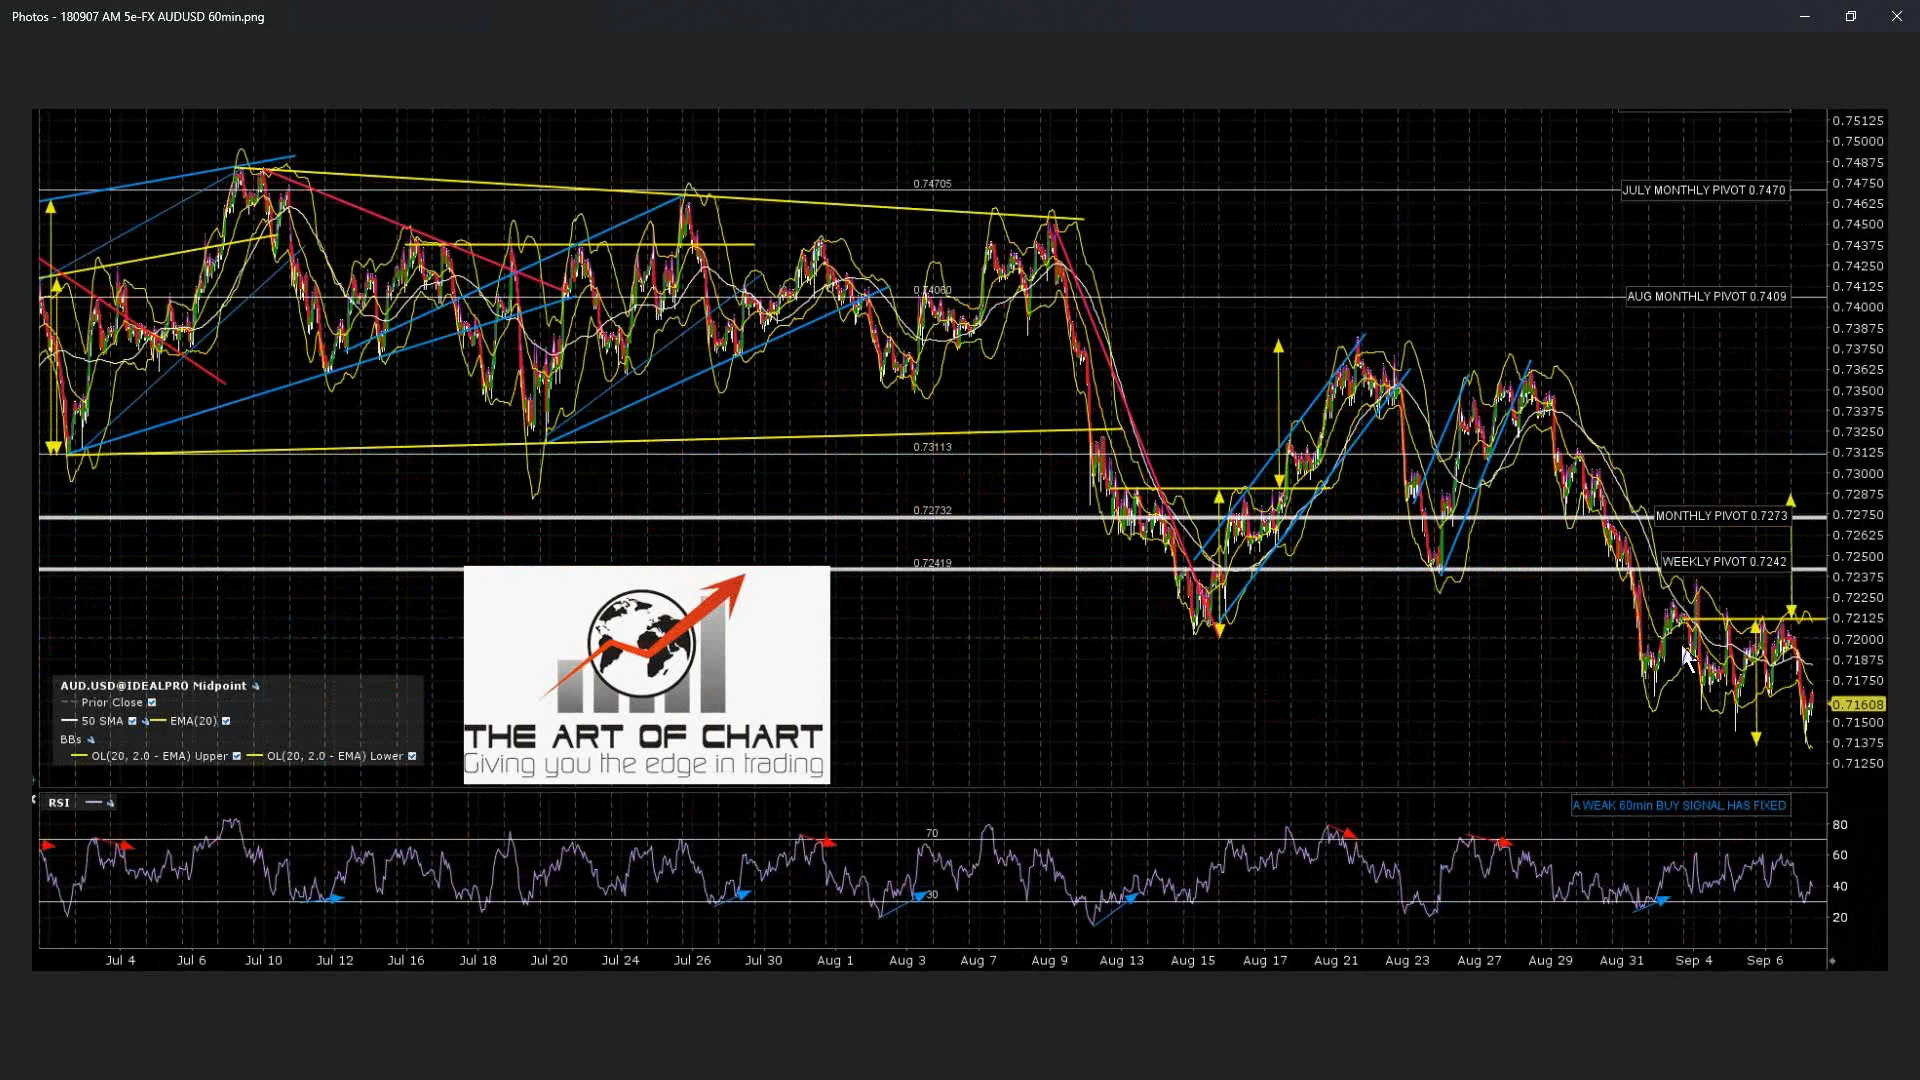 Photos - 180907 AM 5e-FX AUDUSD 60min.png
0.75125
0.75000
0.74875
0.74750
0.74705
JULY MONTHLY PIVOT 0.7470
0.74625
0.74500
0.74375
0.74250
0.74125
0.74060
AUG MONTHLY PIVOT 0.7409
0.74000
0.73875
0.73750
0.73625
0.73500
0.73375
0.73250
0.73113
0.73125
0.73000
0.72875
0.72732
MONTHLY PIVOT 0.7273
0.72750
0.72625
0.72500
0.72419
WEEKLY PIVOT 0.7242
0.72375
0.72250
0.72125
0.72000
0.71875
0.71750
0.71608
0.71500
0.71375
0.71250
AUD.USD@IDEALPRO Midpoint
Prior Close
50 SMA EMA(20)
BBs
OL(20, 2.0 - EMA) Upper OL(20, 2.0 - EMA) Lower
THE ART OF CHART
Giving you the edge in trading
RSI
A WEAK 60min BUY SIGNAL HAS FIXED
70
30
80
60
40
20
Jul 4 Jul 6 Jul 10 Jul 12 Jul 16 Jul 18 Jul 20 Jul 24 Jul 26 Jul 30 Aug 1 Aug 3 Aug 7 Aug 9 Aug 13 Aug 15 Aug 17 Aug 21 Aug 23 Aug 27 Aug 29 Aug 31 Sep 4 Sep 6